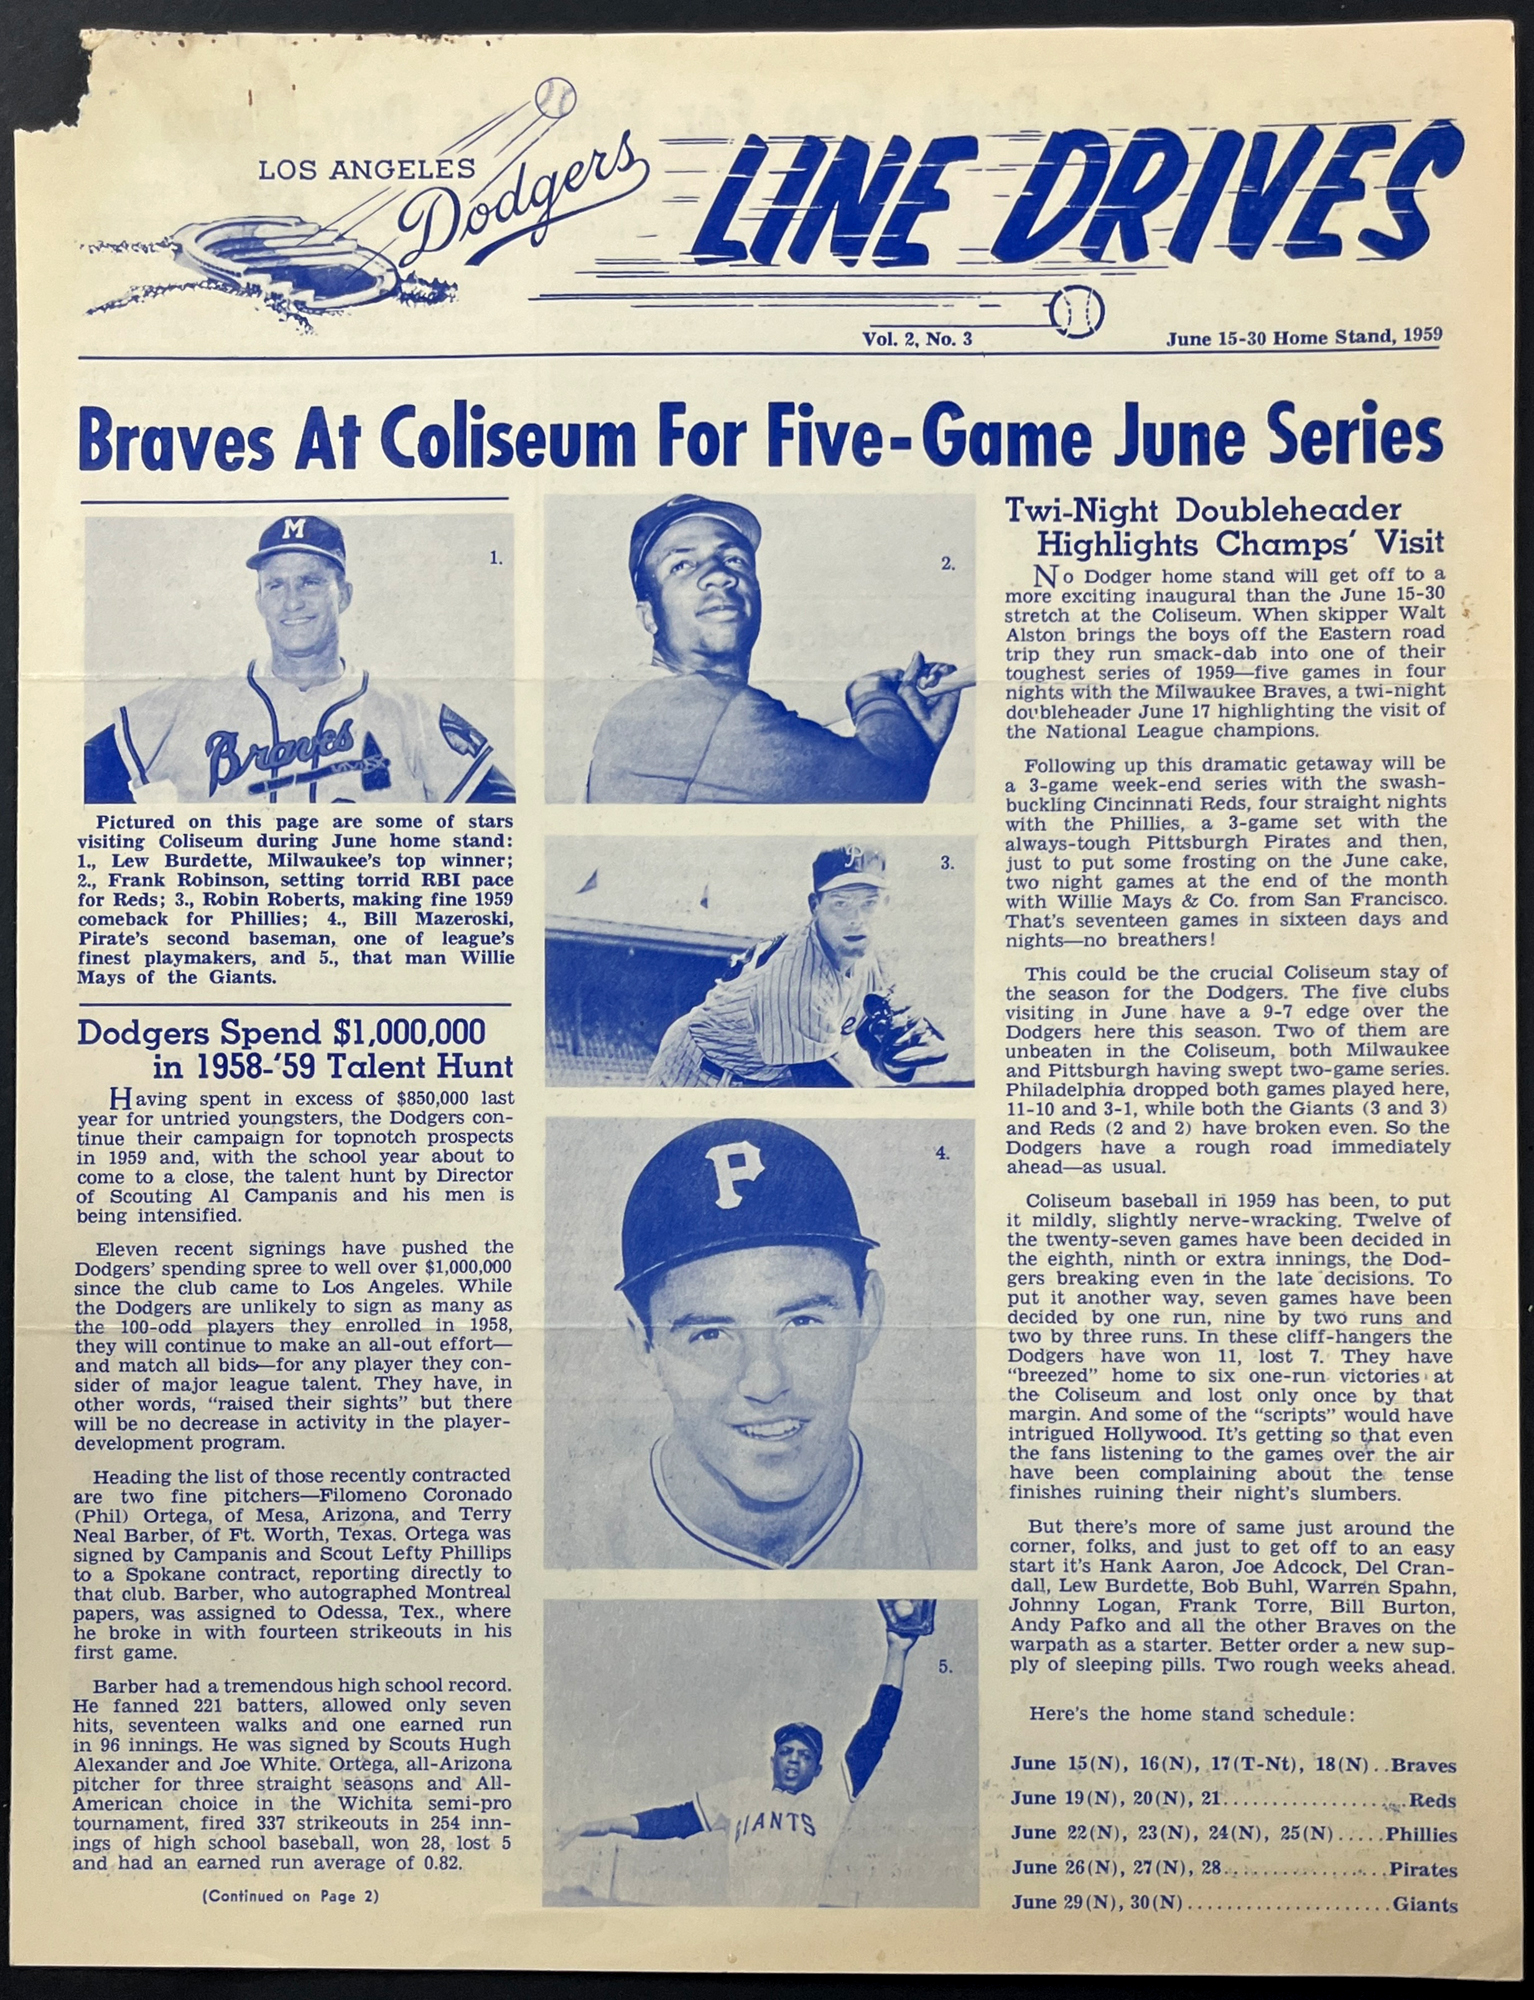 LOS ANGELES
Dodgers
LINE DRIVES
Vol. 2, No. 3
June 15-30 Home Stand, 1959
Braves At Coliseum For Five-Game June Series
M
1.
Braves
Pictured on this page are some of stars
visiting Coliseum during June home stand:
1., Lew Burdette, Milwaukee's top winner;
2., Frank Robinson, setting torrid RBI pace
for Reds; 3., Robin Roberts, making fine 1959
comeback for Phillies; 4., Bill Mazeroski,
Pirate's second baseman, one of league's
finest playmakers, and 5., that man Willie
Mays of the Giants.
Dodgers Spend $1,000,000
in 1958-'59 Talent Hunt
Having spent in excess of $850,000 last
year for untried youngsters, the Dodgers con-
tinue their campaign for topnotch prospects
in 1959 and, with the school year about to
come to a close, the talent hunt by Director
of Scouting Al Campanis and his men is
being intensified.
Eleven recent signings have pushed the
Dodgers' spending spree to well over $1,000,000
since the club came to Los Angeles. While
the Dodgers are unlikely to sign as many as
the 100-odd players they enrolled in 1958,
they will continue to make an all-out effort—
and match all bids—for any player they con-
sider of major league talent. They have, in
other words, "raised their sights" but there
will be no decrease in activity in the player-
development program.
Heading the list of those recently contracted
are two fine pitchers—Filomeno Coronado
(Phil) Ortega, of Mesa, Arizona, and Terry
Neal Barber, of Ft. Worth, Texas. Ortega was
signed by Campanis and Scout Lefty Phillips
to a Spokane contract, reporting directly to
that club. Barber, who autographed Montreal
papers, was assigned to Odessa, Tex., where
he broke in with fourteen strikeouts in his
first game.
Barber had a tremendous high school record.
He fanned 221 batters, allowed only seven
hits, seventeen walks and one earned run
in 96 innings. He was signed by Scouts Hugh
Alexander and Joe White. Ortega, all-Arizona
pitcher for three straight seasons and All-
American choice in the Wichita semi-pro
tournament, fired 337 strikeouts in 254 inn-
ings of high school baseball, won 28, lost 5
and had an earned run average of 0.82.
(Continued on Page 2)
2.
3.
P
4.
P
5.
GIANTS
Twi-Night Doubleheader
Highlights Champs' Visit
No Dodger home stand will get off to a
more exciting inaugural than the June 15-30
stretch at the Coliseum. When skipper Walt
Alston brings the boys off the Eastern road
trip they run smack-dab into one of their
toughest series of 1959—five games in four
nights with the Milwaukee Braves, a twi-night
doubleheader June 17 highlighting the visit of
the National League champions.
Following up this dramatic getaway will be
a 3-game week-end series with the swash-
buckling Cincinnati Reds, four straight nights
with the Phillies, a 3-game set with the
always-tough Pittsburgh Pirates and then,
just to put some frosting on the June cake,
two night games at the end of the month
with Willie Mays & Co. from San Francisco.
That's seventeen games in sixteen days and
nights—no breathers!
This could be the crucial Coliseum stay of
the season for the Dodgers. The five clubs
visiting in June have a 9-7 edge over the
Dodgers here this season. Two of them are
unbeaten in the Coliseum, both Milwaukee
and Pittsburgh having swept two-game series.
Philadelphia dropped both games played here,
11-10 and 3-1, while both the Giants (3 and 3)
and Reds (2 and 2) have broken even. So the
Dodgers have a rough road immediately
ahead—as usual.
Coliseum baseball in 1959 has been, to put
it mildly, slightly nerve-wracking. Twelve of
the twenty-seven games have been decided in
the eighth, ninth or extra innings, the Dod-
gers breaking even in the late decisions. To
put it another way, seven games have been
decided by one run, nine by two runs and
two by three runs. In these cliff-hangers the
Dodgers have won 11, lost 7. They have
"breezed" home to six one-run victories at
the Coliseum and lost only once by that
margin. And some of the "scripts" would have
intrigued Hollywood. It's getting so that even
the fans listening to the games over the air
have been complaining about the tense
finishes ruining their night's slumbers.
But there's more of same just around the
corner, folks, and just to get off to an easy
start it's Hank Aaron, Joe Adcock, Del Cran-
dall, Lew Burdette, Bob Buhl, Warren Spahn,
Johnny Logan, Frank Torre, Bill Burton,
Andy Pafko and all the other Braves on the
warpath as a starter. Better order a new sup-
ply of sleeping pills. Two rough weeks ahead.
Here's the home stand schedule:
June 15(N), 16(N), 17(T-Nt), 18(N)..Braves
June 19(N), 20(N), 21....................Reds
June 22(N), 23(N), 24(N), 25(N).....Phillies
June 26(N), 27(N), 28..................Pirates
June 29(N), 30(N)......................Giants